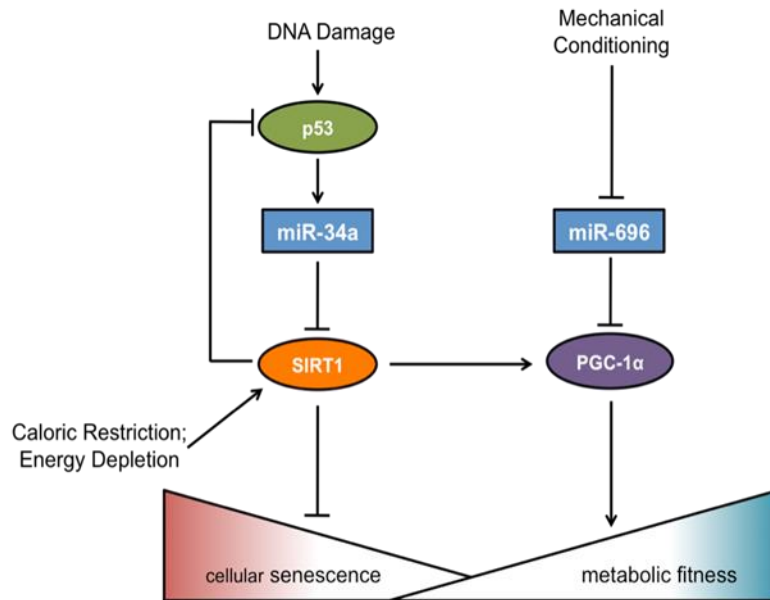 DNA Damage
Mechanical
Conditioning
p53
miR-34a
miR-696
SIRT1
PGC-1α
Caloric Restriction;
Energy Depletion
cellular senescence
metabolic fitness